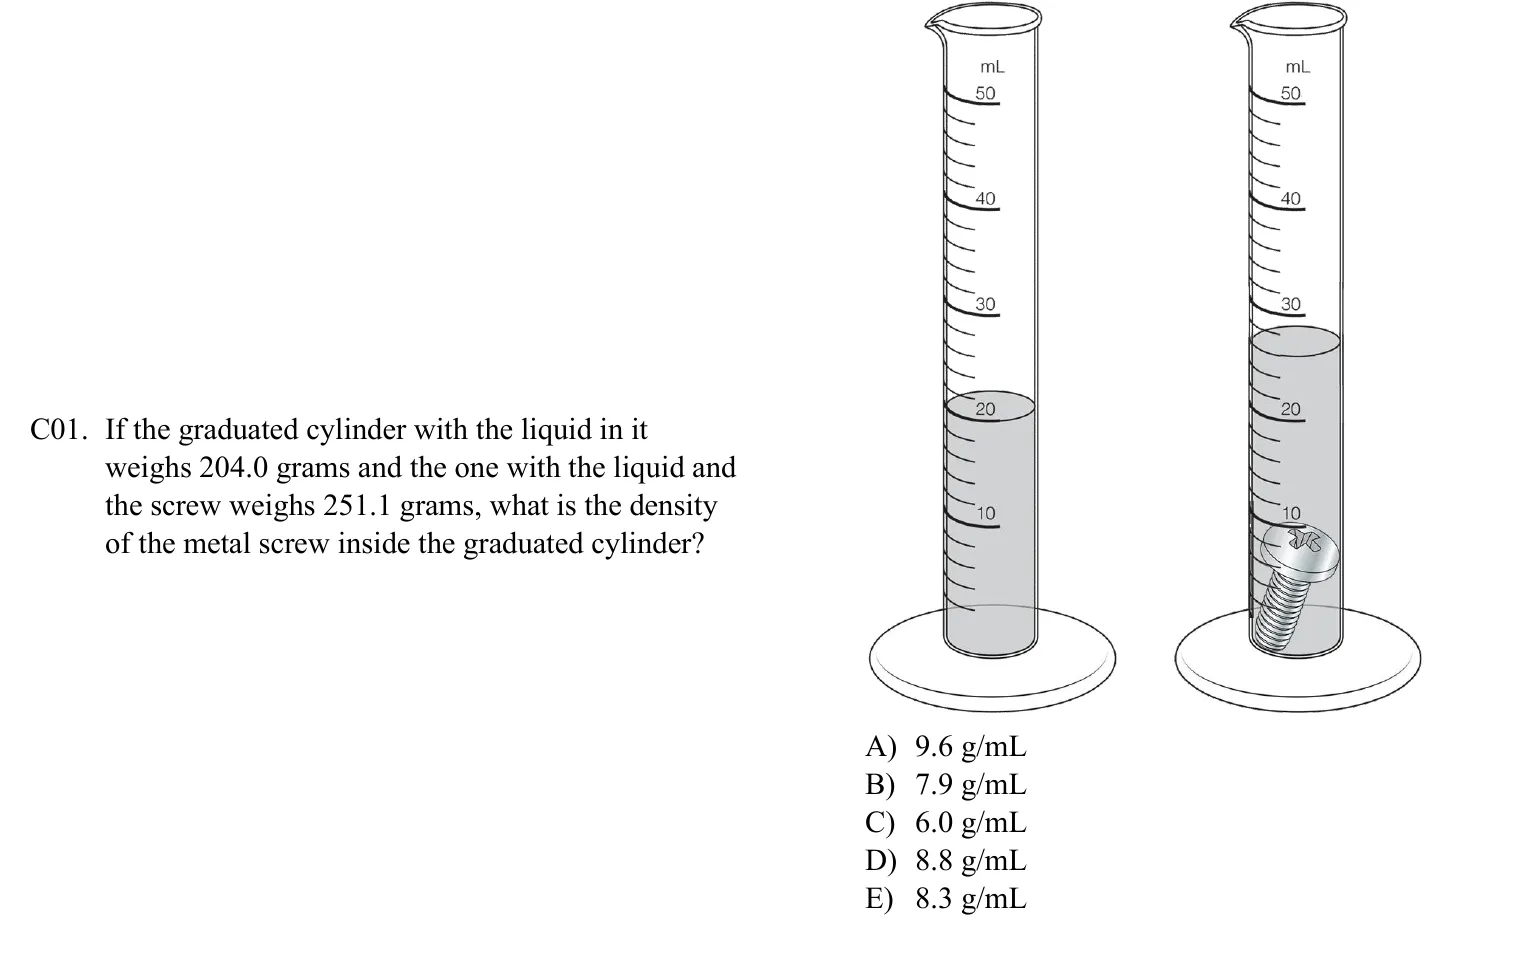 mL
50
40
30
20
10
mL
50
40
30
20
10
C01. If the graduated cylinder with the liquid in it
weighs 204.0 grams and the one with the liquid and
the screw weighs 251.1 grams, what is the density
of the metal screw inside the graduated cylinder?
A) 9.6 g/mL
B) 7.9 g/mL
C) 6.0 g/mL
D) 8.8 g/mL
E) 8.3 g/mL